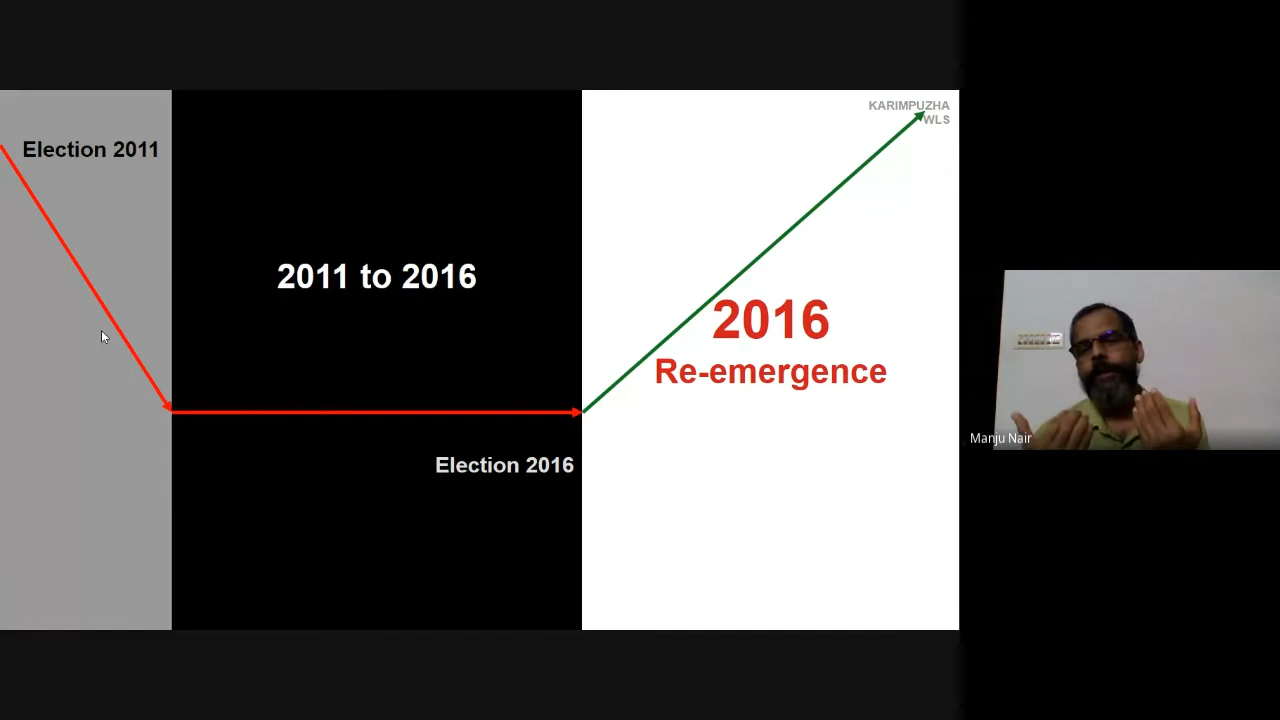 Election 2011
2011 to 2016
Election 2016
KARIMPUZHA
WLS
2016
Re-emergence
Manju Nair